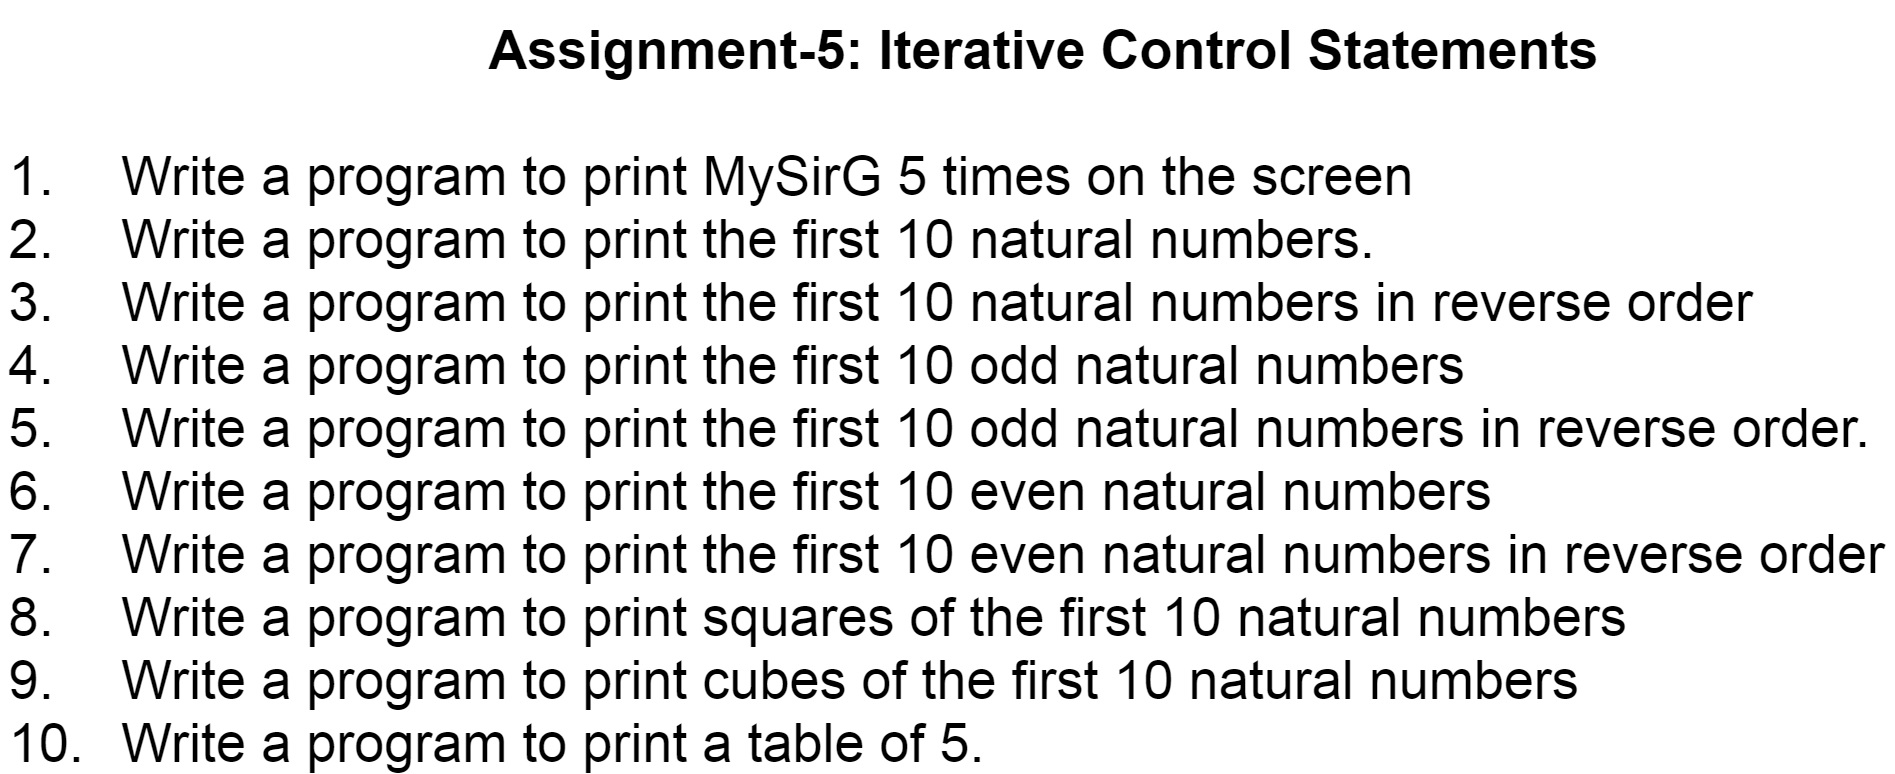 Assignment-5: Iterative Control Statements
1. Write a program to print MySirG 5 times on the screen
2. Write a program to print the first 10 natural numbers.
3. Write a program to print the first 10 natural numbers in reverse order
4. Write a program to print the first 10 odd natural numbers
5. Write a program to print the first 10 odd natural numbers in reverse order.
6. Write a program to print the first 10 even natural numbers
7. Write a program to print the first 10 even natural numbers in reverse order
8. Write a program to print squares of the first 10 natural numbers
9. Write a program to print cubes of the first 10 natural numbers
10. Write a program to print a table of 5.